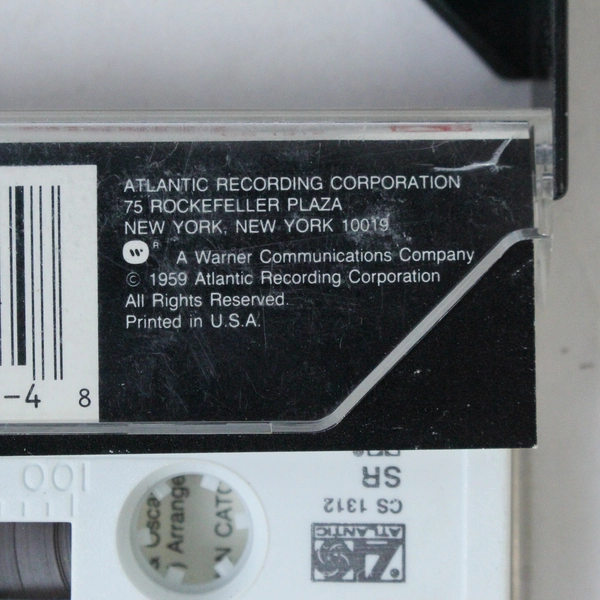 ATLANTIC RECORDING CORPORATION
75 ROCKEFELLER PLAZA
NEW YORK, NEW YORK 10019
® A Warner Communications Company
© 1959 Atlantic Recording Corporation
All Rights Reserved.
Printed in U.S.A.
-4 8
100
SR
CS 1312
ATLANTIC
Arrange